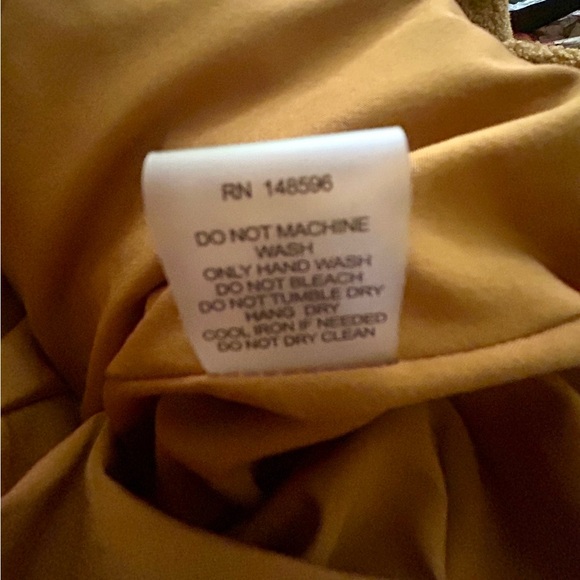 RN 148596
DO NOT MACHINE
WASH
ONLY HAND WASH
DO NOT BLEACH
DO NOT TUMBLE DRY
HANG DRY
COOL IRON IF NEEDED
DO NOT DRY CLEAN